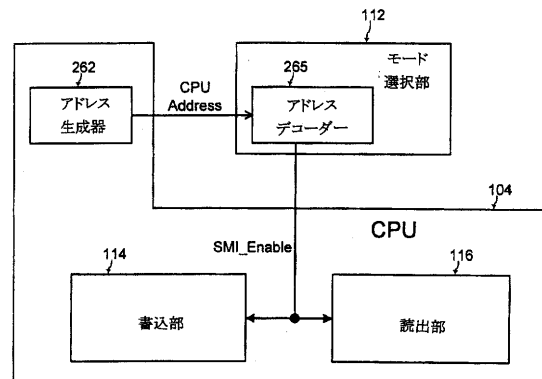 112
262
265
モード
選択部
アドレス
生成器
CPU
Address
アドレス
デコーダー
104
CPU
SMI_Enable
114
116
書込部
読出部